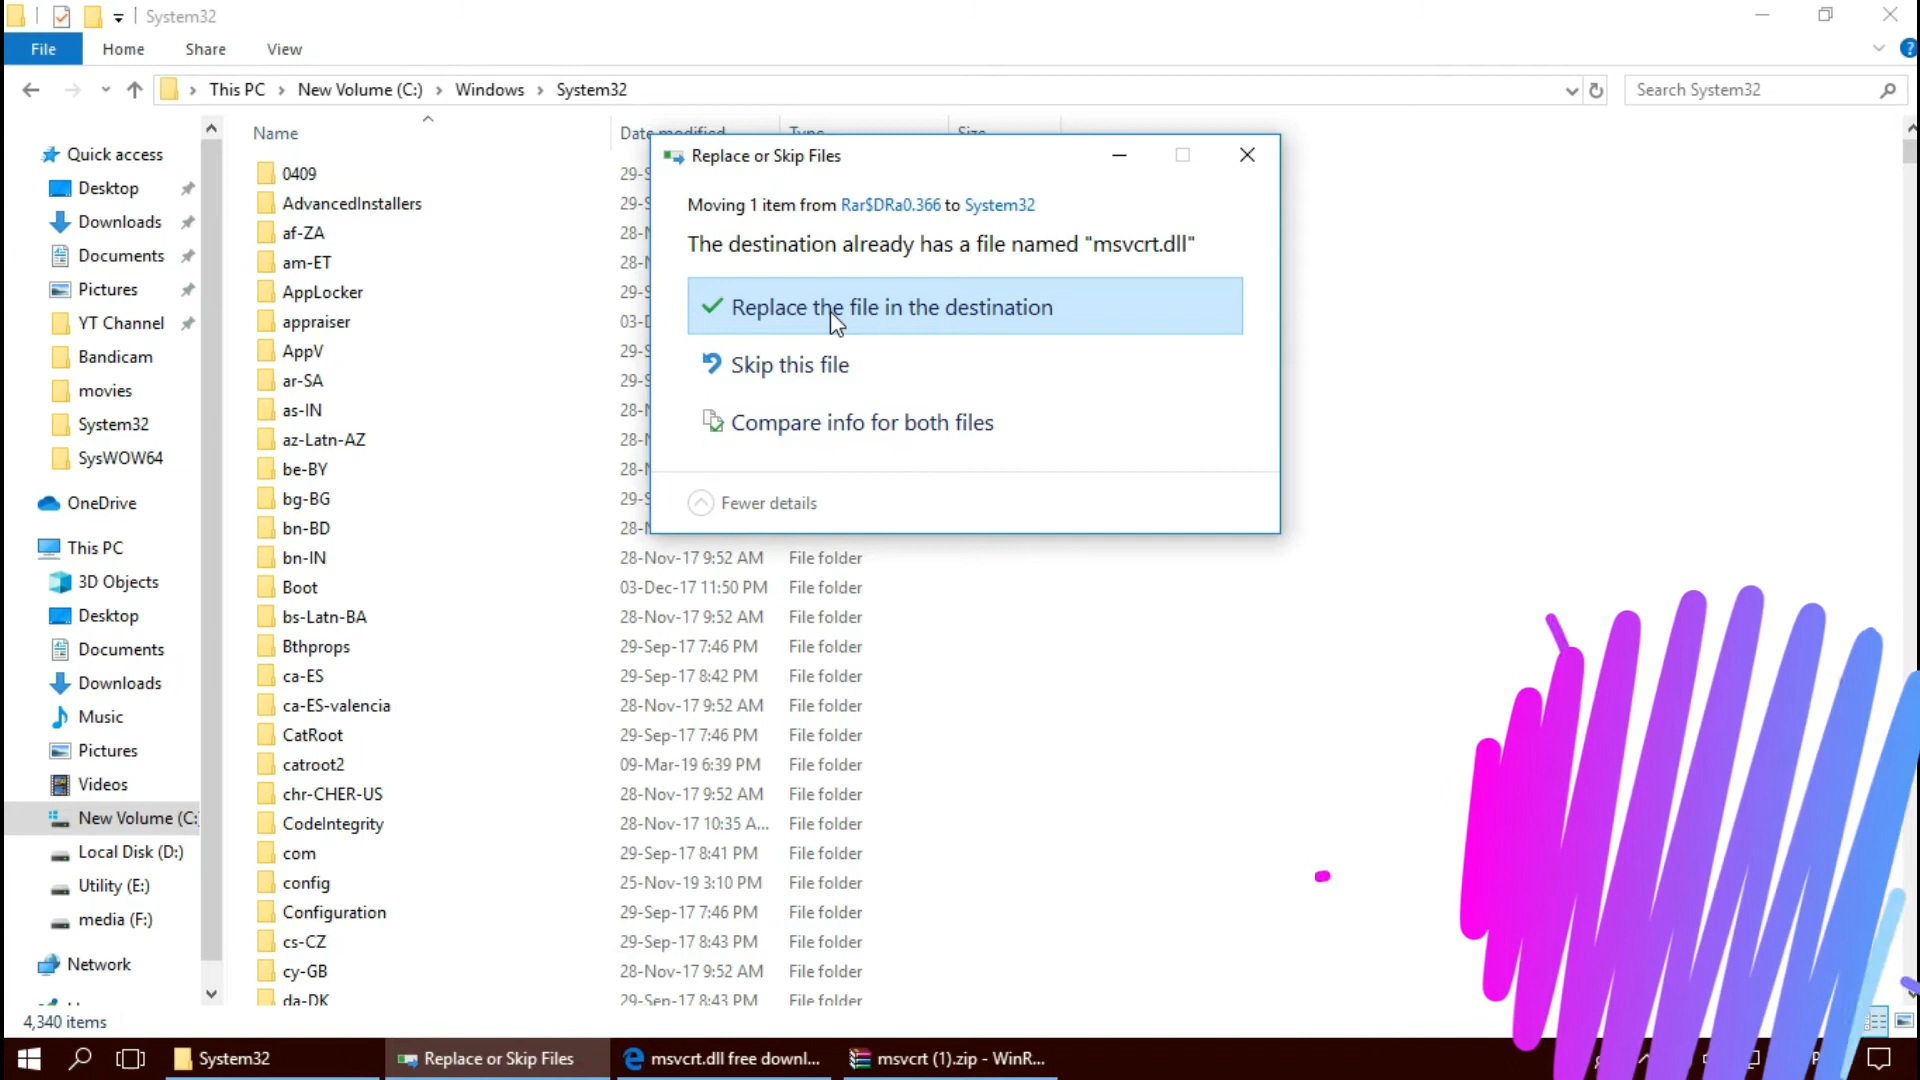 System32
File Home Share View
This PC New Volume (C:) Windows System32
Search System32
Name Date modified Type Size
Quick access
Desktop
Downloads
Documents
Pictures
YT Channel
Bandicam
movies
System32
SysWOW64
OneDrive
This PC
3D Objects
Desktop
Documents
Downloads
Music
Pictures
Videos
New Volume (C:
Local Disk (D:)
Utility (E:)
media (F:)
Network
0409
AdvancedInstallers
af-ZA
am-ET
AppLocker
appraiser
AppV
ar-SA
as-IN
az-Latn-AZ
be-BY
bg-BG
bn-BD
bn-IN 28-Nov-17 9:52 AM File folder
Boot 03-Dec-17 11:50 PM File folder
bs-Latn-BA 28-Nov-17 9:52 AM File folder
Bthprops 29-Sep-17 7:46 PM File folder
ca-ES 29-Sep-17 8:42 PM File folder
ca-ES-valencia 28-Nov-17 9:52 AM File folder
CatRoot 29-Sep-17 7:46 PM File folder
catroot2 09-Mar-19 6:39 PM File folder
chr-CHER-US 28-Nov-17 9:52 AM File folder
CodeIntegrity 28-Nov-17 10:35 A... File folder
com 29-Sep-17 8:41 PM File folder
config 25-Nov-19 3:10 PM File folder
Configuration 29-Sep-17 7:46 PM File folder
cs-CZ 29-Sep-17 8:43 PM File folder
cy-GB 28-Nov-17 9:52 AM File folder
da-DK 29-Sep-17 8:43 PM File folder
Replace or Skip Files
Moving 1 item from Rar$DRa0.366 to System32
The destination already has a file named "msvcrt.dll"
Replace the file in the destination
Skip this file
Compare info for both files
Fewer details
4,340 items
System32
Replace or Skip Files
msvcrt.dll free downl...
msvcrt (1).zip - WinR...